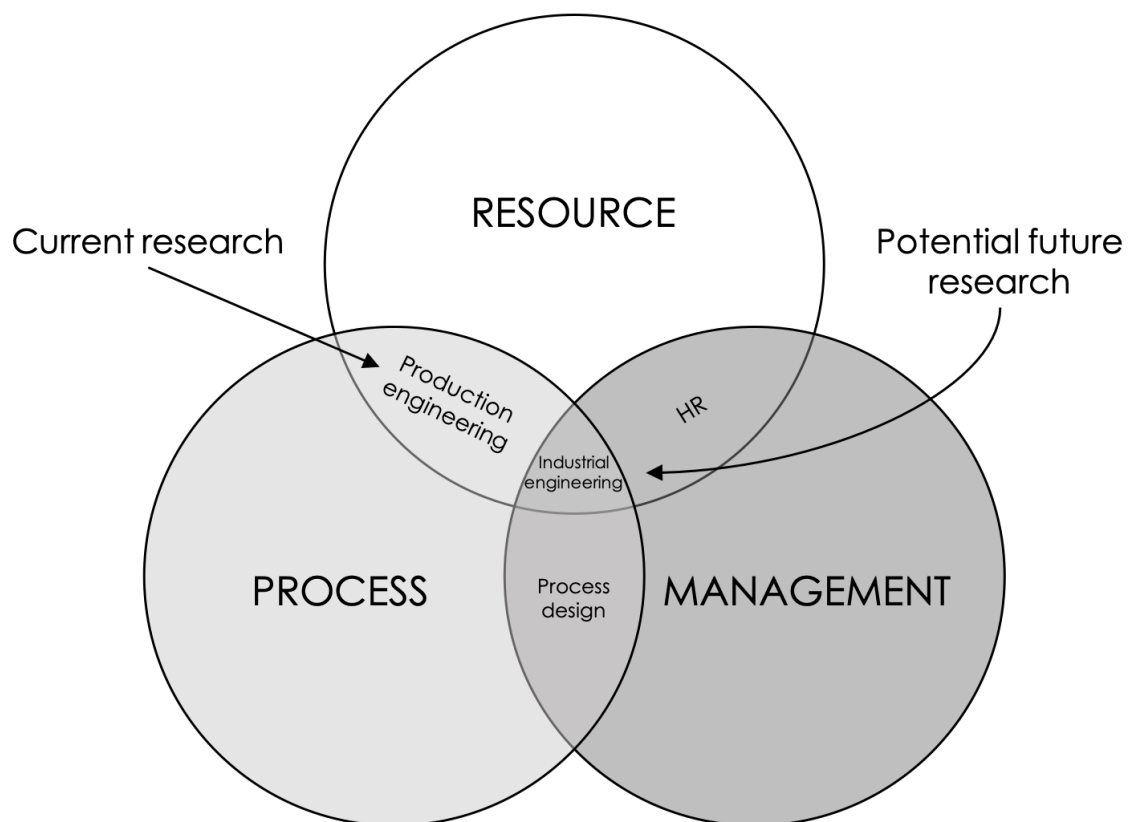 RESOURCE
Current research
Potential future
research
Production
engineering
HR
Industrial
engineering
PROCESS
Process
design
MANAGEMENT